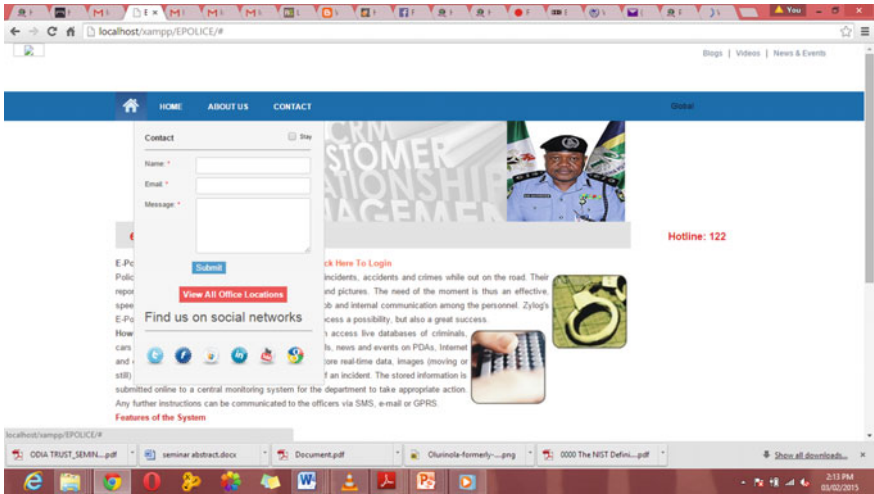 You
localhost/xampp/EPOLICE/#
Blogs | Videos | News & Events
HOME ABOUT US CONTACT
Global
Contact
Stay
Name: *
Email: *
Message: *
Submit
View All Office Locations
Find us on social networks
CRM
Hotline: 122
E-Po
ck Here To Login
Polic
incidents, accidents and crimes while out on the road. Their
repor
nd pictures. The need of the moment is thus an effective,
spee
ob and internal communication among the personnel. Zylog's
E-Po
ocess a possibility, but also a great success.
How
n access live databases of criminals,
cars
ls, news and events on PDAs, Internet
and
ore real-time data, images (moving or
still)
f an incident. The stored information is
submitted online to a central monitoring system for the department to take appropriate action.
Any further instructions can be communicated to the officers via SMS, e-mail or GPRS.
Features of the System
localhost/xampp/EPOLICE/#
ODIA TRUST_SEMIN....pdf
seminar abstract.docx
Document.pdf
Olurinola-formerly-....png
0000 The NIST Defini....pdf
Show all downloads...
2:13 PM
03/02/2015